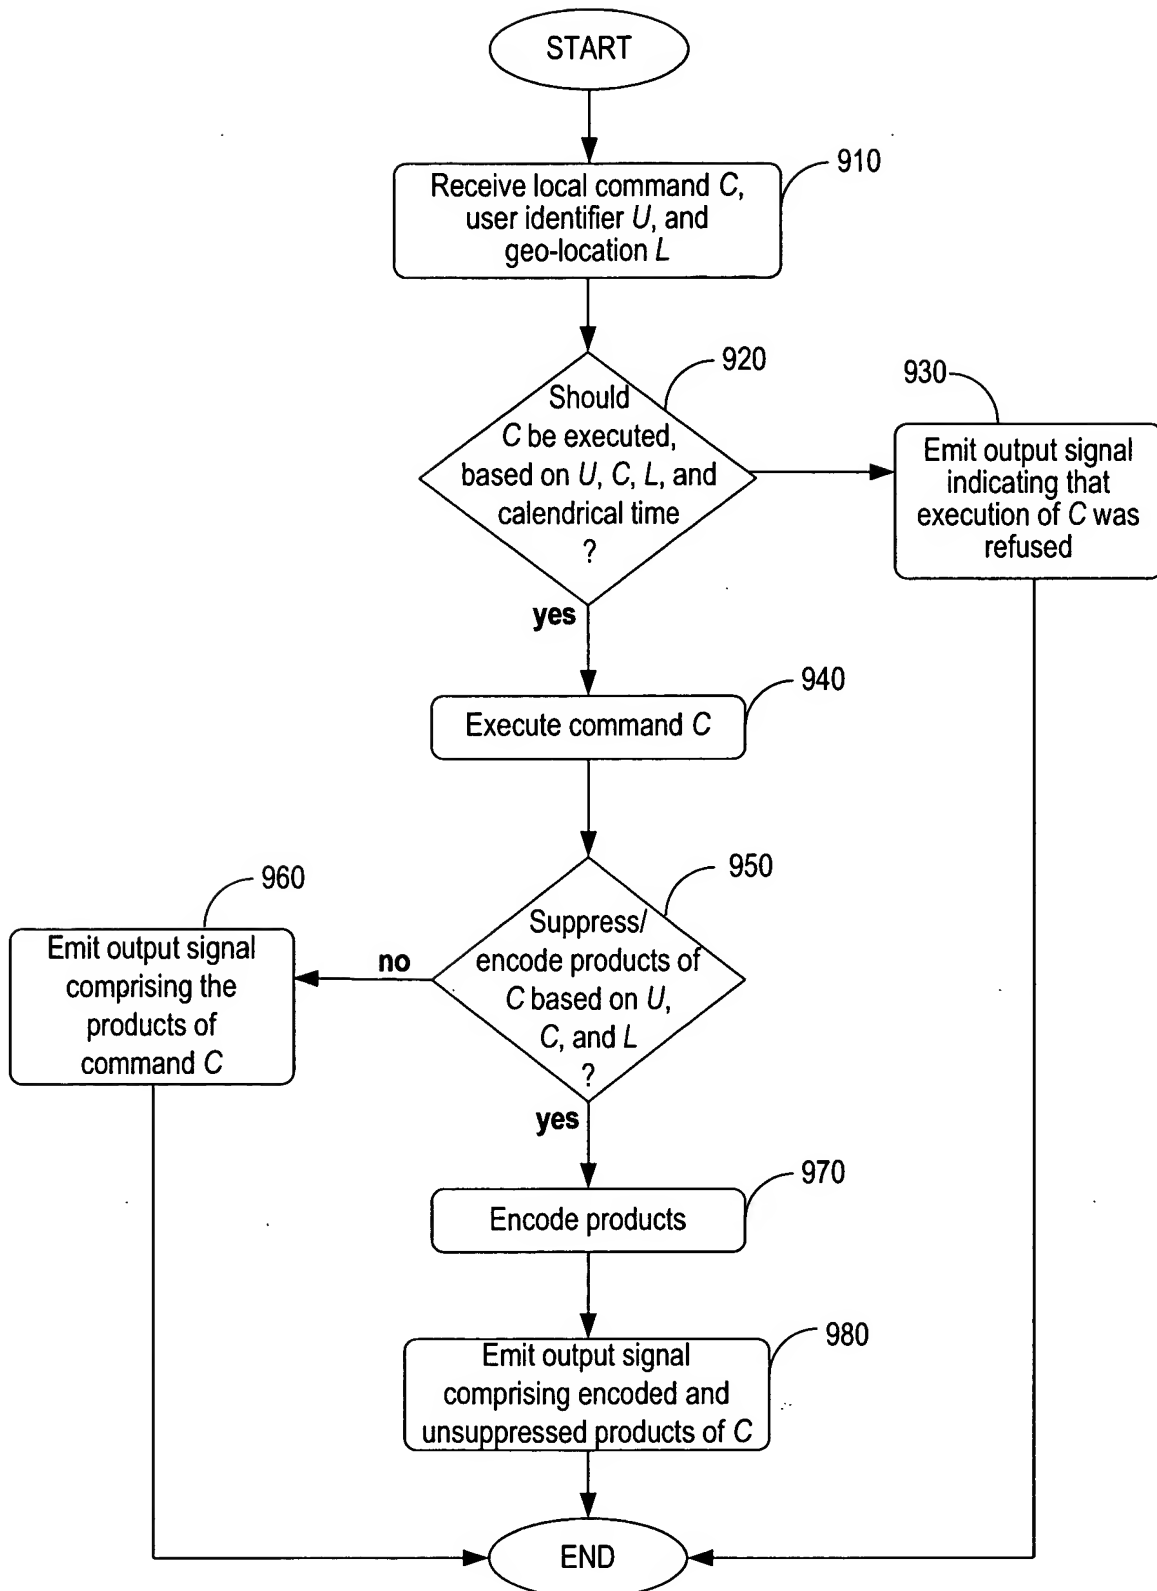 START
910
Receive local command C,
user identifier U, and
geo-location L
920
Should
C be executed,
based on U, C, L, and
calendrical time
?
930
Emit output signal
indicating that
execution of C was
refused
yes
940
Execute command C
950
Suppress/
encode products of
C based on U,
C, and L
?
no
960
Emit output signal
comprising the
products of
command C
yes
970
Encode products
980
Emit output signal
comprising encoded and
unsuppressed products of C
END